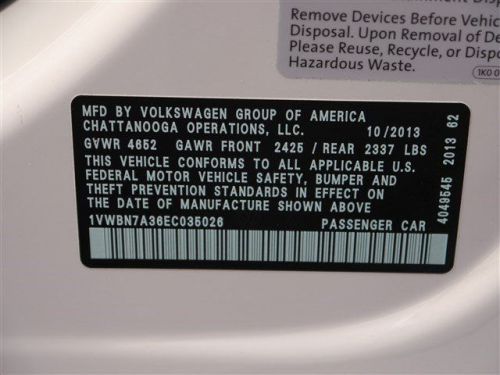 Remove Devices Before Vehic
Disposal. Upon Removal of De
Please Reuse, Recycle, or Disp
Hazardous Waste.
1K0 0
MFD BY VOLKSWAGEN GROUP OF AMERICA
CHATTANOOGA OPERATIONS, LLC. 10/2013
GVWR 4652 GAWR FRONT 2425 / REAR 2337 LBS
THIS VEHICLE CONFORMS TO ALL APPLICABLE U.S.
FEDERAL MOTOR VEHICLE SAFETY, BUMPER AND
THEFT PREVENTION STANDARDS IN EFFECT ON
THE DATE OF MANUFACTURE SHOWN ABOVE
1VWBN7A36EC035026 PASSENGER CAR
4049545 2013 62